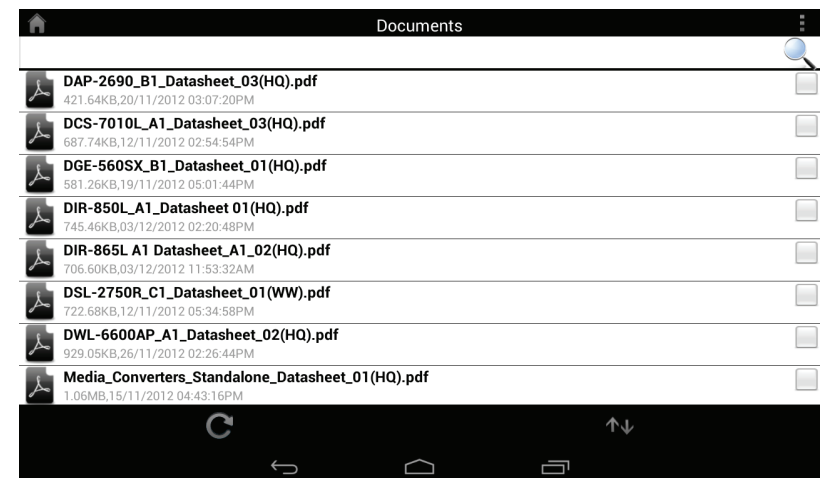 Documents
DAP-2690_B1_Datasheet_03(HQ).pdf
421.64KB,20/11/2012 03:07:20PM
DCS-7010L_A1_Datasheet_03(HQ).pdf
687.74KB,12/11/2012 02:54:54PM
DGE-560SX_B1_Datasheet_01(HQ).pdf
581.26KB,19/11/2012 05:01:44PM
DIR-850L_A1_Datasheet 01(HQ).pdf
745.46KB,03/12/2012 02:20:48PM
DIR-865L A1 Datasheet_A1_02(HQ).pdf
706.60KB,03/12/2012 11:53:32AM
DSL-2750R_C1_Datasheet_01(WW).pdf
722.68KB,12/11/2012 05:34:58PM
DWL-6600AP_A1_Datasheet_02(HQ).pdf
929.05KB,26/11/2012 02:26:44PM
Media_Converters_Standalone_Datasheet_01(HQ).pdf
1.06MB,15/11/2012 04:43:16PM